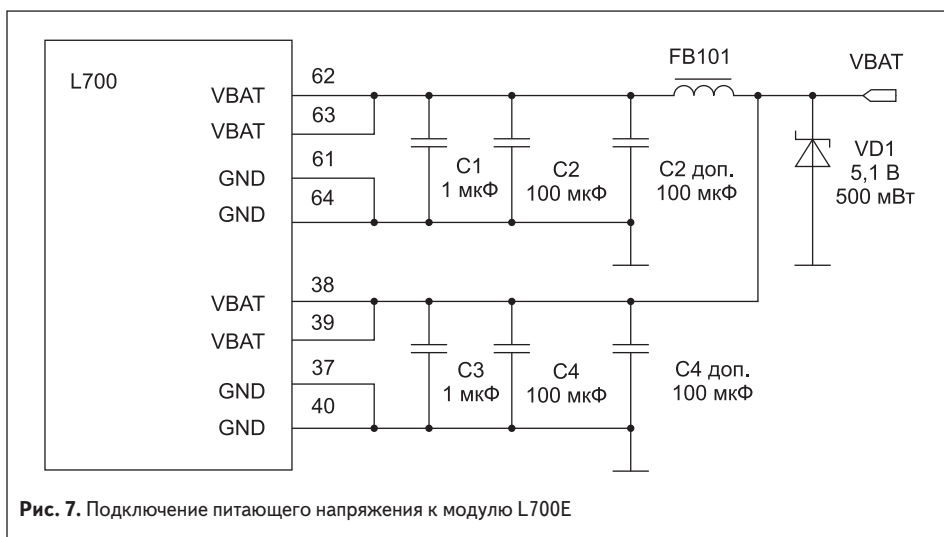 L700
VBAT
62
VBAT
63
GND
61
GND
64
C1
1 мкФ
C2
100 мкФ
C2 доп.
100 мкФ
FB101
VBAT
VD1
5,1 В
500 мВт
VBAT
38
VBAT
39
GND
37
GND
40
C3
1 мкФ
C4
100 мкФ
C4 доп.
100 мкФ
Рис. 7. Подключение питающего напряжения к модулю L700E